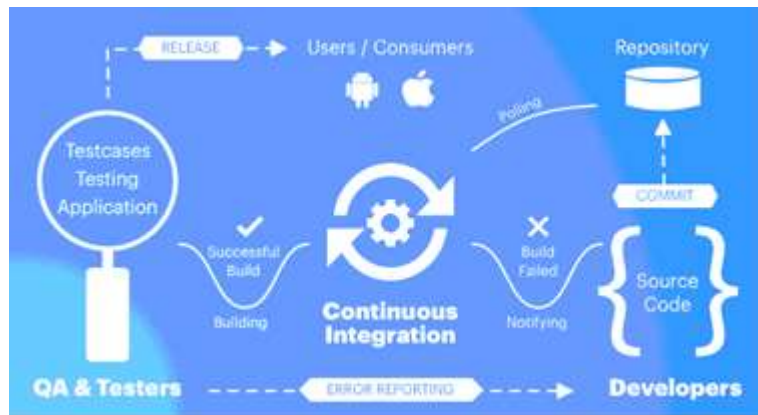 RELEASE
Users / Consumers
Repository
Polling
Testcases
Testing
Application
COMMIT
Successful
Build
Build
Failed
Source
Code
Building
Continuous
Integration
Notifying
QA & Testers
ERROR REPORTING
Developers